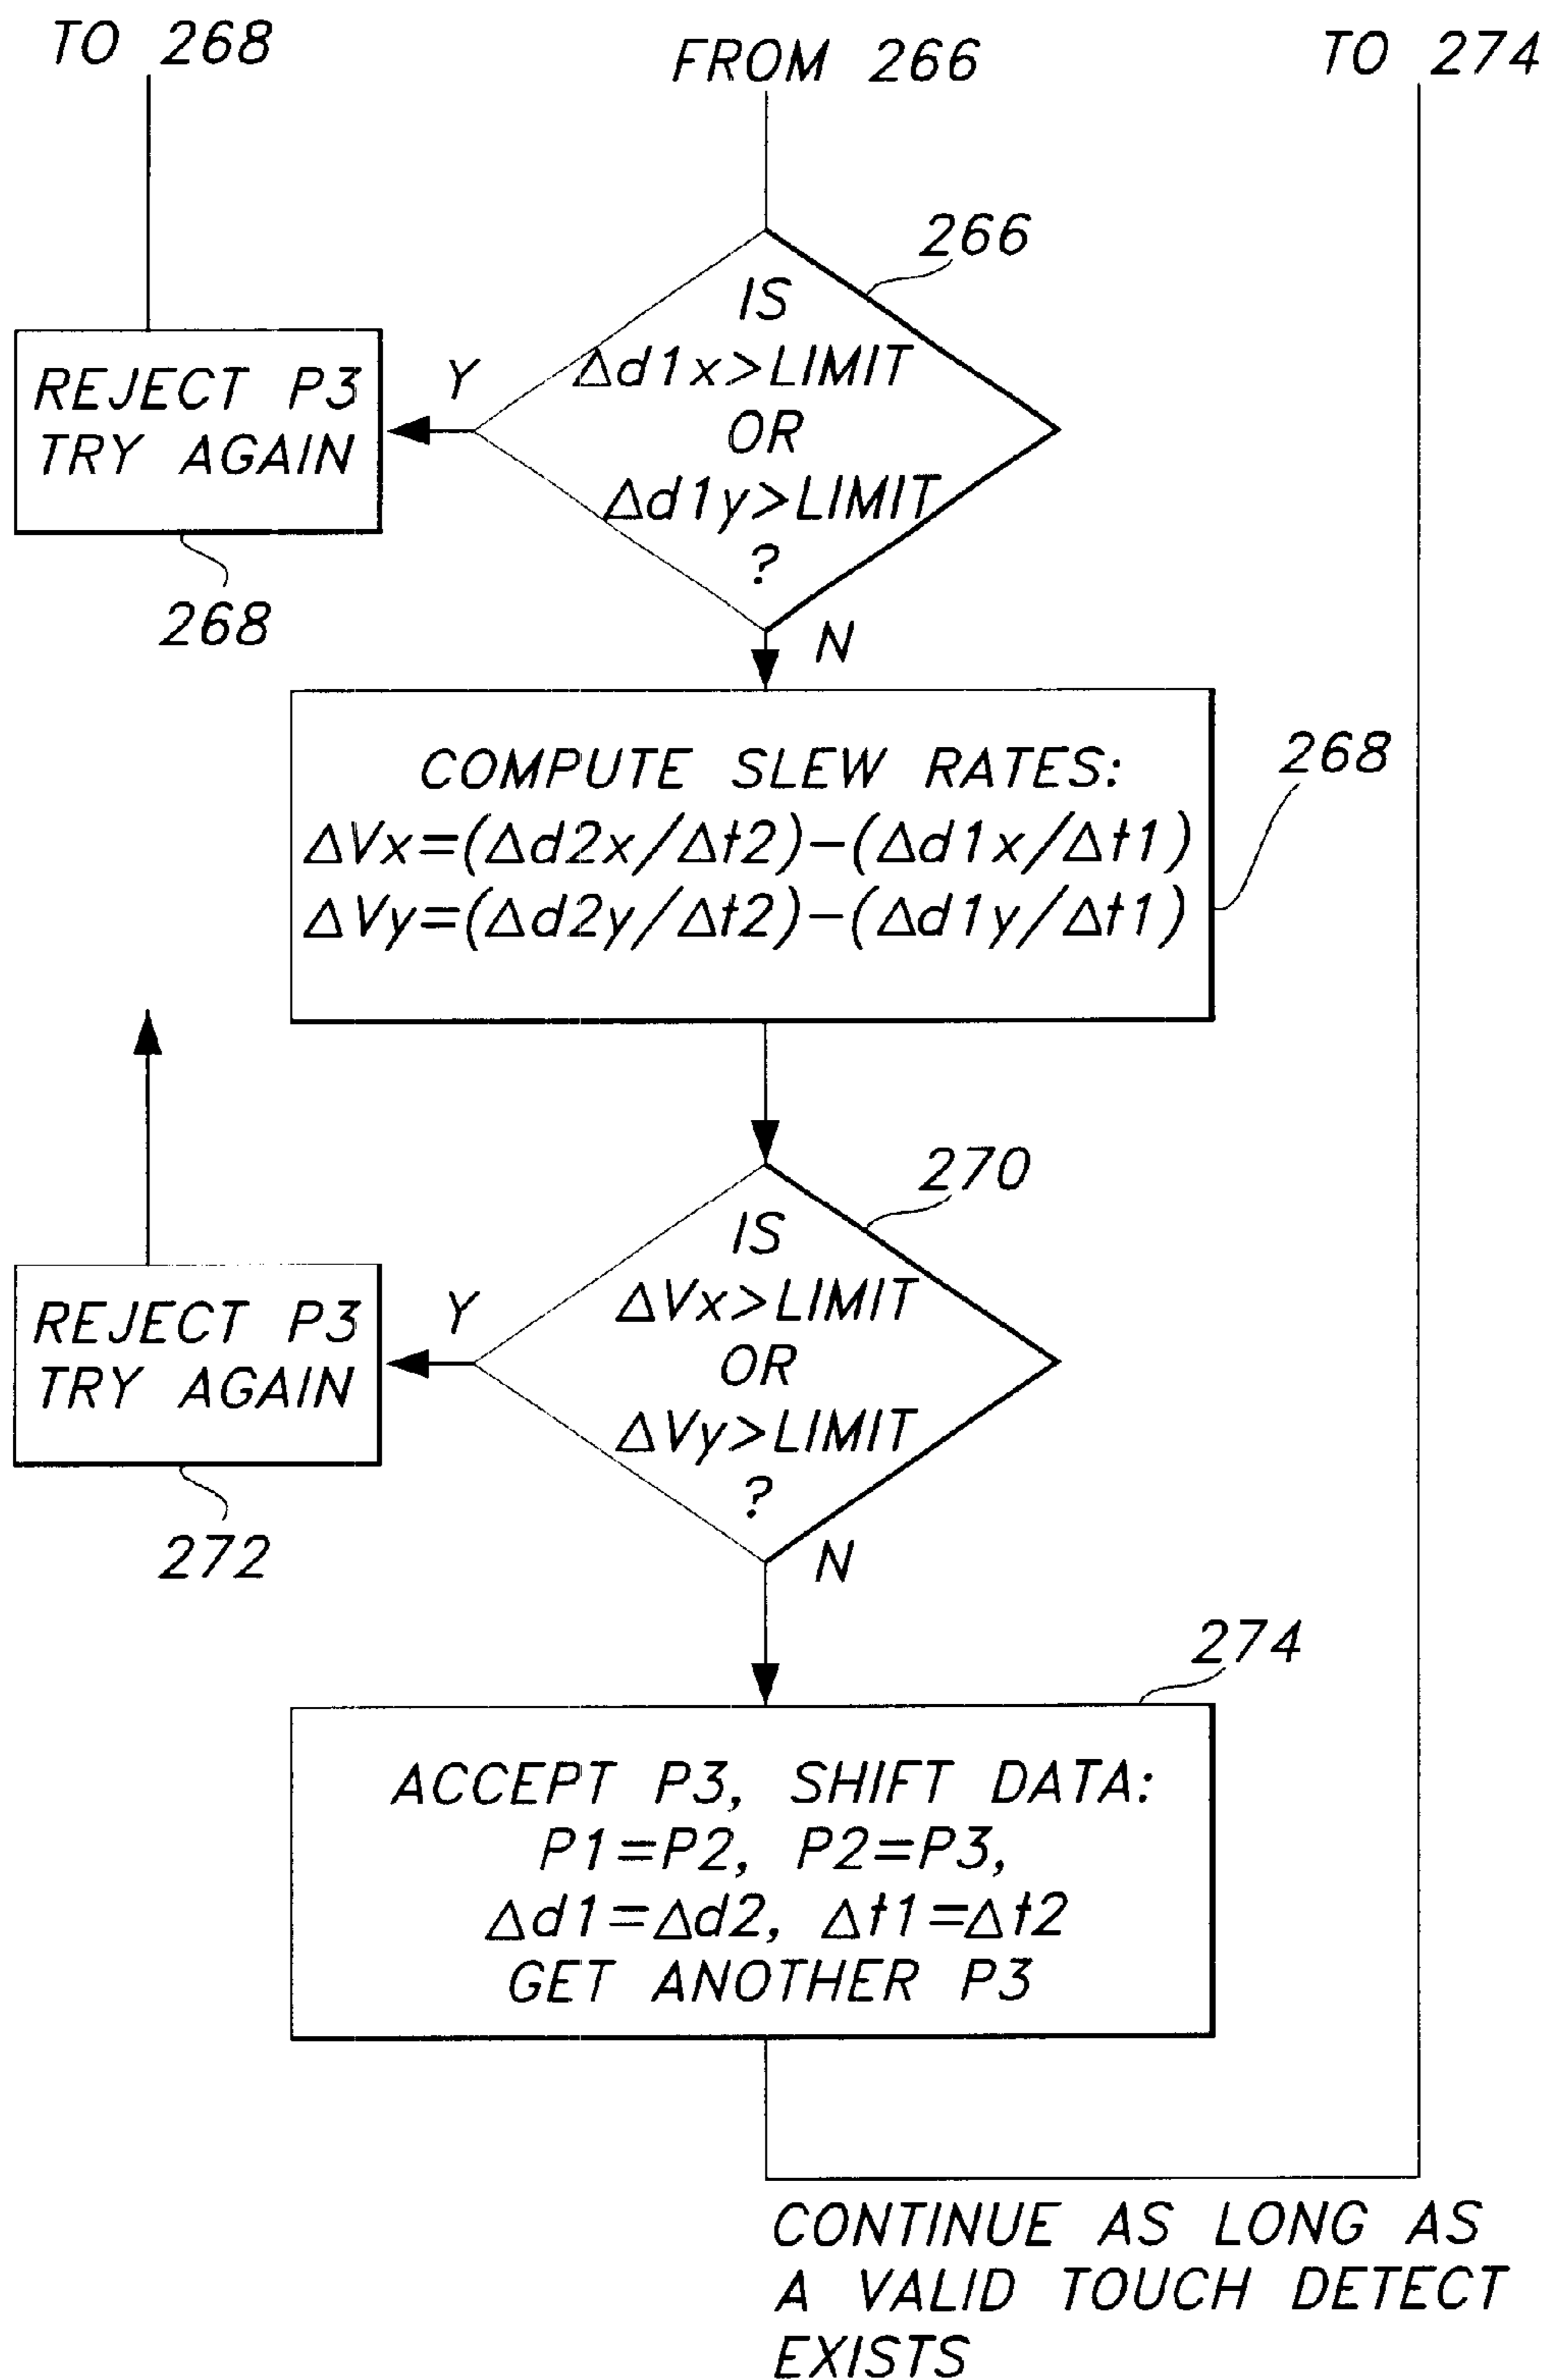 TO 268
FROM 266
TO 274
266
IS
Δd1x>LIMIT
OR
Δd1y>LIMIT
?
Y
REJECT P3
TRY AGAIN
268
N
COMPUTE SLEW RATES:
ΔVx=(Δd2x/Δt2)-(Δd1x/Δt1)
ΔVy=(Δd2y/Δt2)-(Δd1y/Δt1)
268
270
IS
ΔVx>LIMIT
OR
ΔVy>LIMIT
?
Y
REJECT P3
TRY AGAIN
272
N
274
ACCEPT P3, SHIFT DATA:
P1=P2, P2=P3,
Δd1=Δd2, Δt1=Δt2
GET ANOTHER P3
CONTINUE AS LONG AS
A VALID TOUCH DETECT
EXISTS